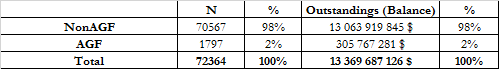 N % Outstandings (Balance) %
NonAGF 70567 98% 13 063 919 845 $ 98%
AGF 1797 2% 305 767 281 $ 2%
Total 72364 100% 13 369 687 126 $ 100%